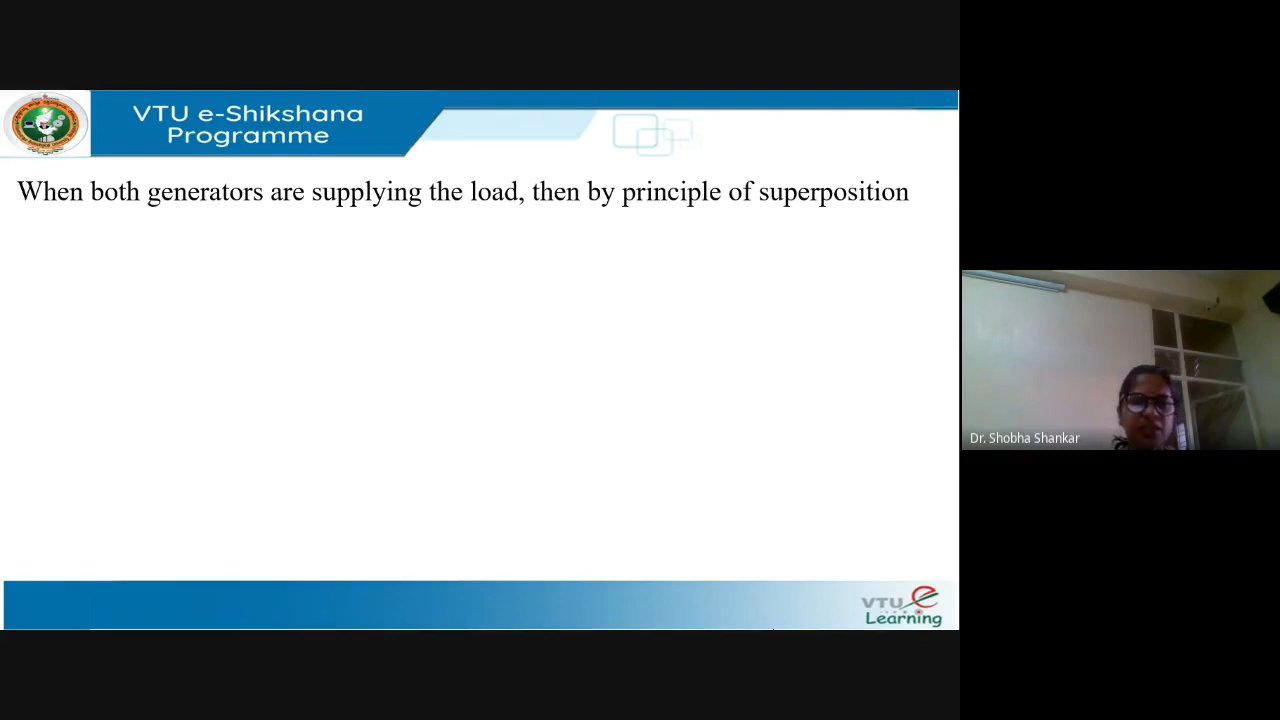 VTU e-Shikshana
Programme
When both generators are supplying the load, then by principle of superposition
Dr. Shobha Shankar
VTU e
Learning